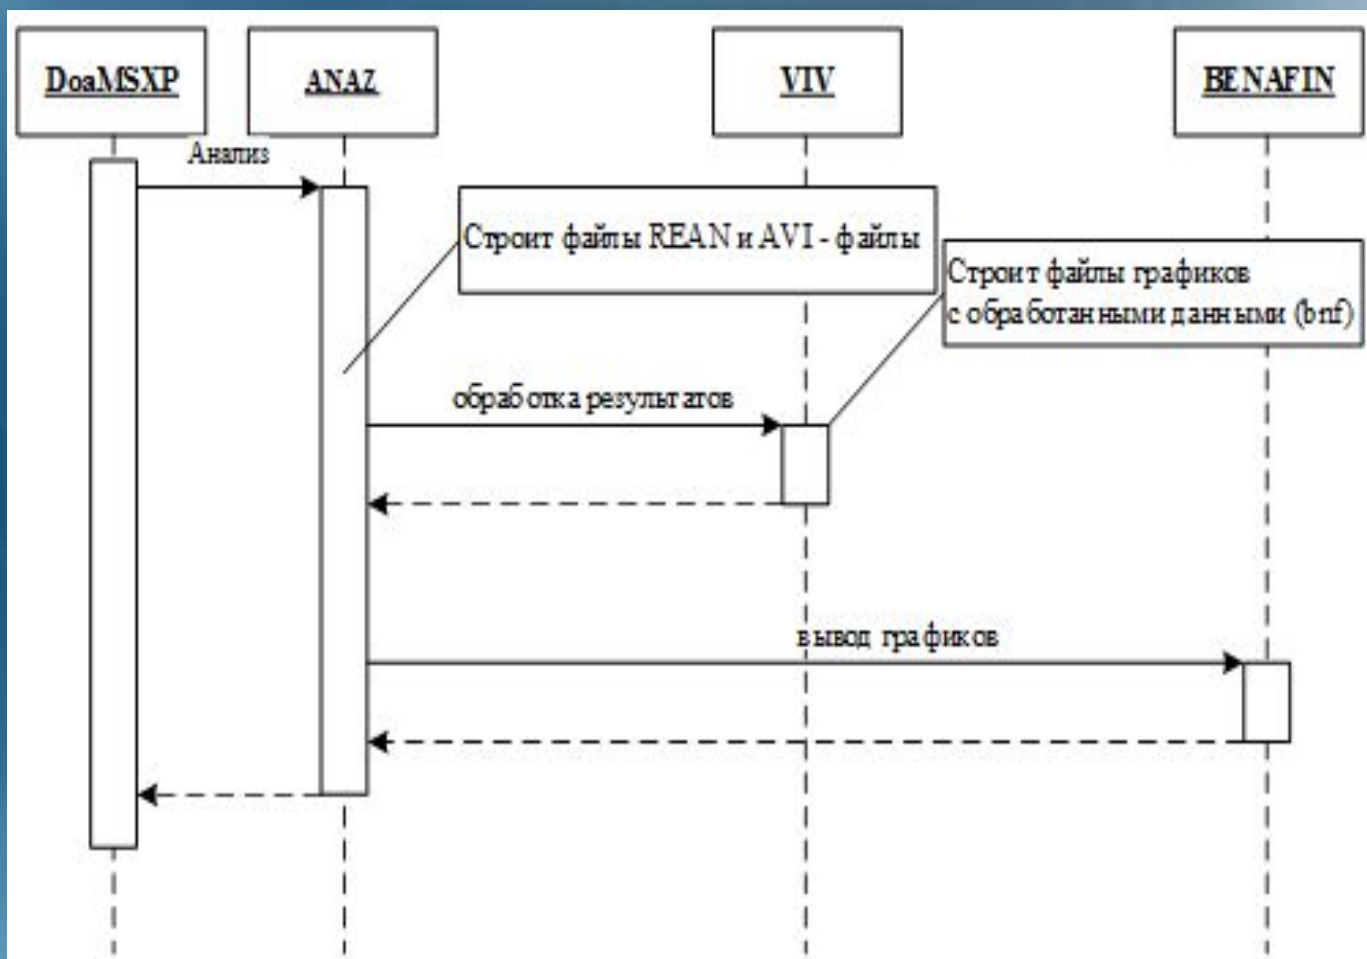 DoaMSXP
ANAZ
VIV
BENAFIN
Анализ
Строит файлы REAN и AVI - файлы
Строит файлы графиков
с обработанными данными (bnf)
обработка результатов
вывод графиков